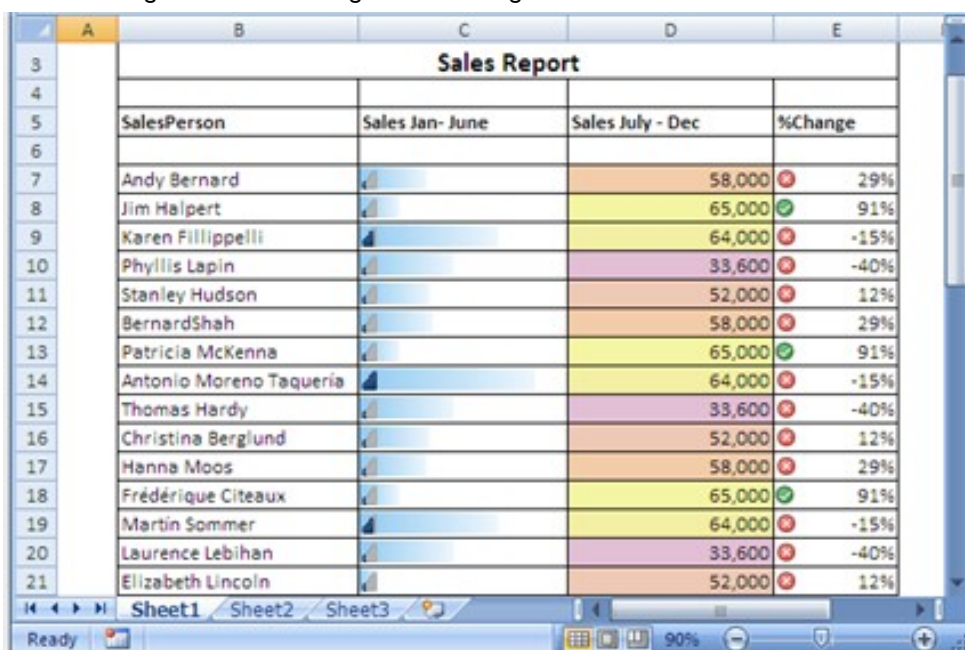 A B C D E
3 Sales Report
4
5 SalesPerson Sales Jan- June Sales July - Dec %Change
6
7 Andy Bernard 58,000 29%
8 Jim Halpert 65,000 91%
9 Karen Fillippelli 64,000 -15%
10 Phyllis Lapin 33,600 -40%
11 Stanley Hudson 52,000 12%
12 BernardShah 58,000 29%
13 Patricia McKenna 65,000 91%
14 Antonio Moreno Taquería 64,000 -15%
15 Thomas Hardy 33,600 -40%
16 Christina Berglund 52,000 12%
17 Hanna Moos 58,000 29%
18 Frédérique Citeaux 65,000 91%
19 Martín Sommer 64,000 -15%
20 Laurence Lebihan 33,600 -40%
21 Elizabeth Lincoln 52,000 12%
Sheet1 Sheet2 Sheet3
Ready 90%